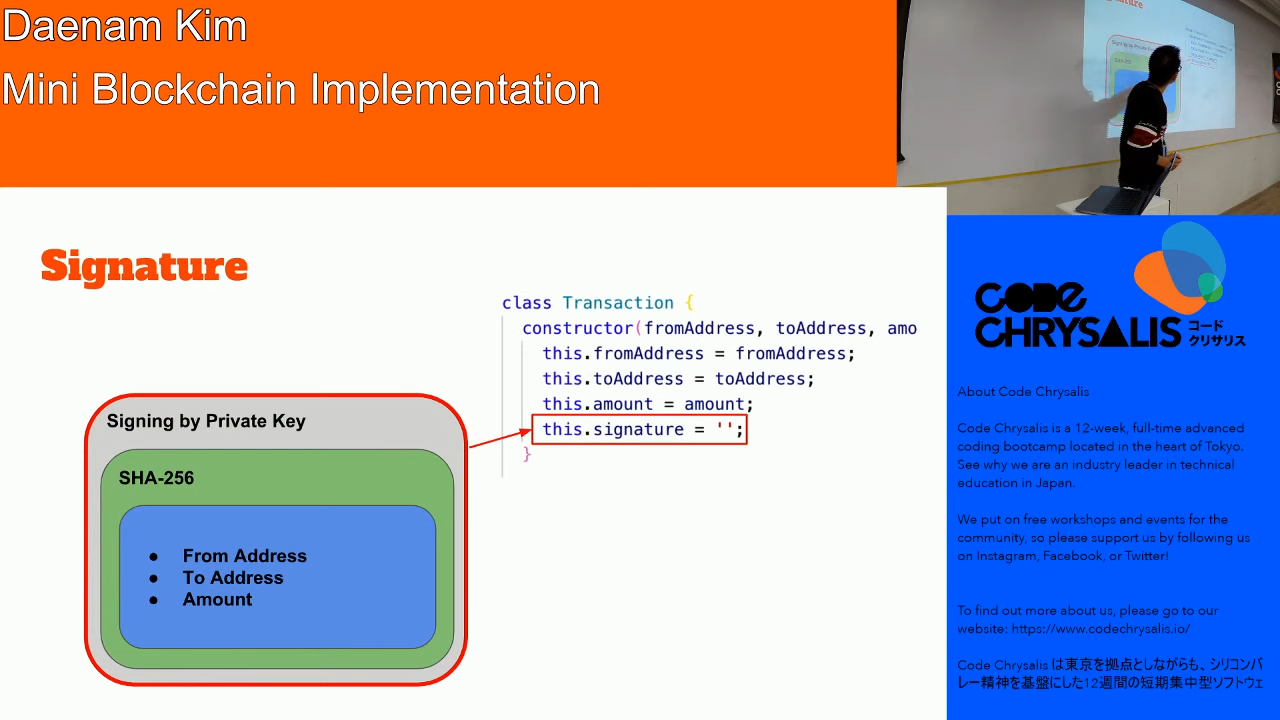 Daenam Kim
Mini Blockchain Implementation
Signature
Signing by Private Key
SHA-256
● From Address
● To Address
● Amount
class Transaction {
constructor(fromAddress, toAddress, amo
this.fromAddress = fromAddress;
this.toAddress = toAddress;
this.amount = amount;
this.signature = '';
}
CODE
CHRYSALIS
コード
クリサリス
About Code Chrysalis
Code Chrysalis is a 12-week, full-time advanced
coding bootcamp located in the heart of Tokyo.
See why we are an industry leader in technical
education in Japan.
We put on free workshops and events for the
community, so please support us by following us
on Instagram, Facebook, or Twitter!
To find out more about us, please go to our
website: https://www.codechrysalis.io/
Code Chrysalis は東京を拠点としながらも、シリコンバ
レー精神を基盤にした12週間の短期集中型ソフトウェ